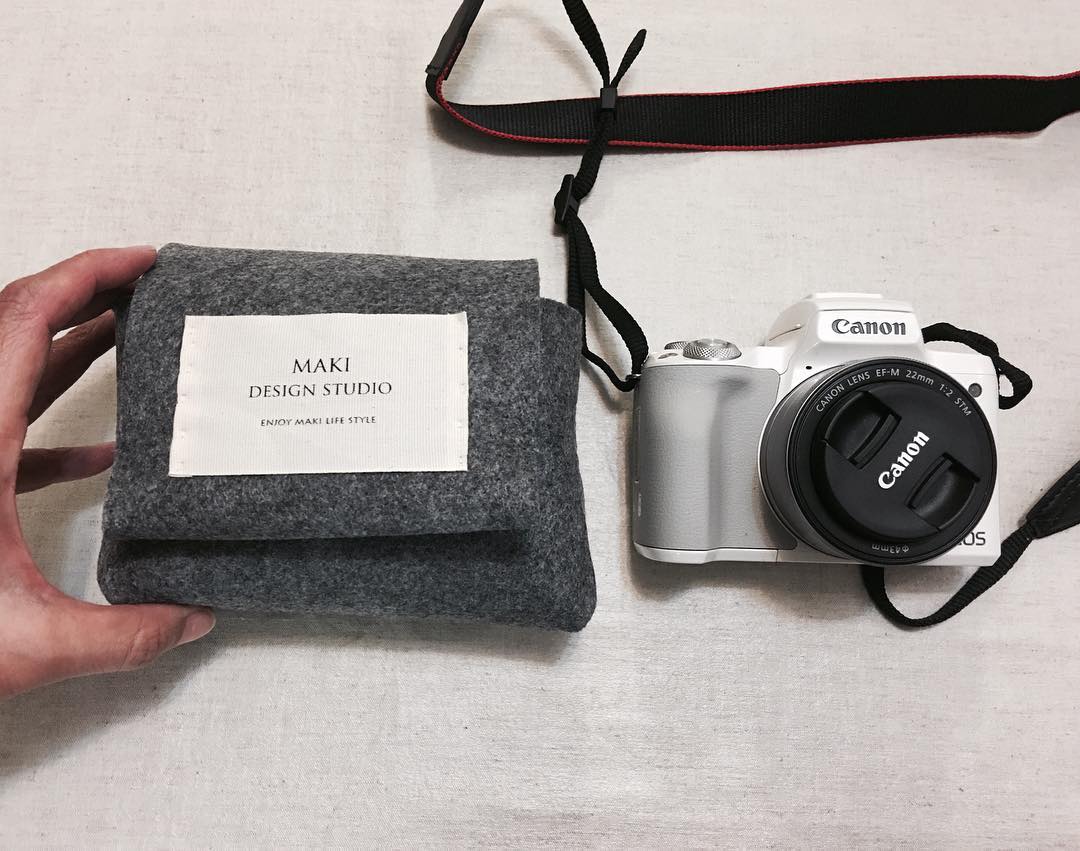 MAKI
DESIGN STUDIO
ENJOY MAKI LIFE STYLE
Canon
CANON LENS EF-M 22mm 1:2 STM
Canon
Φ43mm